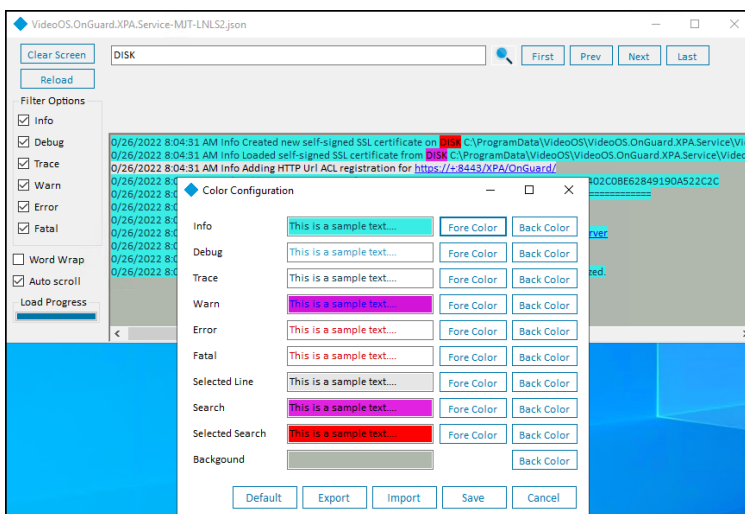 VideoOS.OnGuard.XPA.Service-MJT-LNLS2.json
Clear Screen
DISK
First
Prev
Next
Last
Reload
Filter Options
Info
Debug
Trace
Warn
Error
Fatal
Word Wrap
Auto scroll
Load Progress
0/26/2022 8:04:31 AM Info Created new self-signed SSL certificate on DISK C:\ProgramData\VideoOS\VideoOS.OnGuard.XPA.Service\Vi
0/26/2022 8:04:31 AM Info Loaded self-signed SSL certificate from DISK C:\ProgramData\VideoOS\VideoOS.OnGuard.XPA.Service\Vide
0/26/2022 8:04:31 AM Info Adding HTTP Url ACL registration for https://+:8443/XPA/OnGuard/
0/26/2022 8:0
402C0BE62849190A522C2C
0/26/2022 8:0
============
0/26/2022 8:0
0/26/2022 8:0
rver
0/26/2022 8:0
0/26/2022 8:0
0/26/2022 8:0
zed.
Color Configuration
Info
This is a sample text....
Fore Color
Back Color
Debug
This is a sample text....
Fore Color
Back Color
Trace
This is a sample text....
Fore Color
Back Color
Warn
This is a sample text....
Fore Color
Back Color
Error
This is a sample text....
Fore Color
Back Color
Fatal
This is a sample text....
Fore Color
Back Color
Selected Line
This is a sample text....
Fore Color
Back Color
Search
This is a sample text....
Fore Color
Back Color
Selected Search
This is a sample text....
Fore Color
Back Color
Backgound
Back Color
Default
Export
Import
Save
Cancel